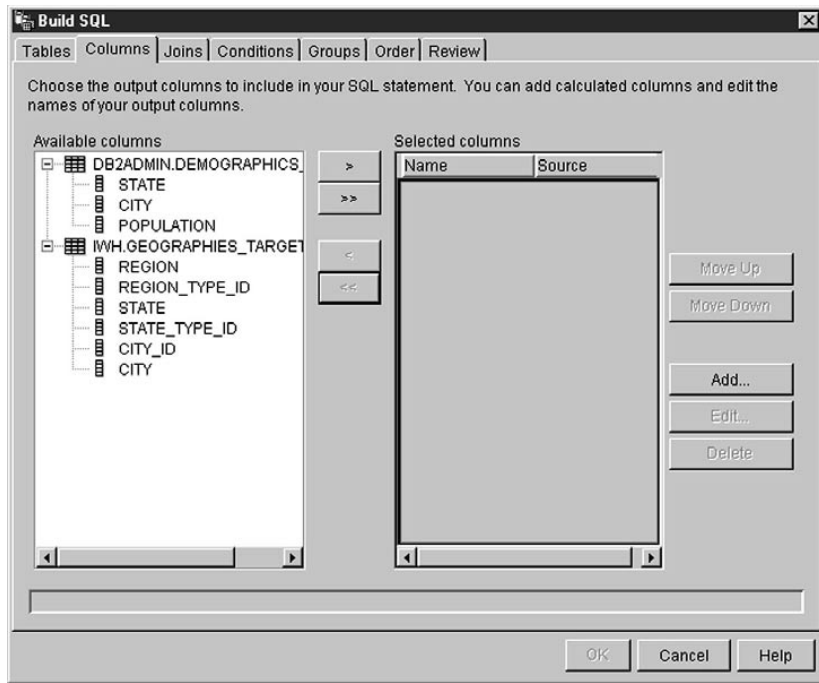 Build SQL
Tables Columns Joins Conditions Groups Order Review
Choose the output columns to include in your SQL statement. You can add calculated columns and edit the
names of your output columns.
Available columns
DB2ADMIN.DEMOGRAPHICS_
STATE
CITY
POPULATION
IWH.GEOGRAPHIES_TARGET
REGION
REGION_TYPE_ID
STATE
STATE_TYPE_ID
CITY_ID
CITY
>
>>
<
<<
Selected columns
Name Source
Move Up
Move Down
Add...
Edit...
Delete
OK Cancel Help